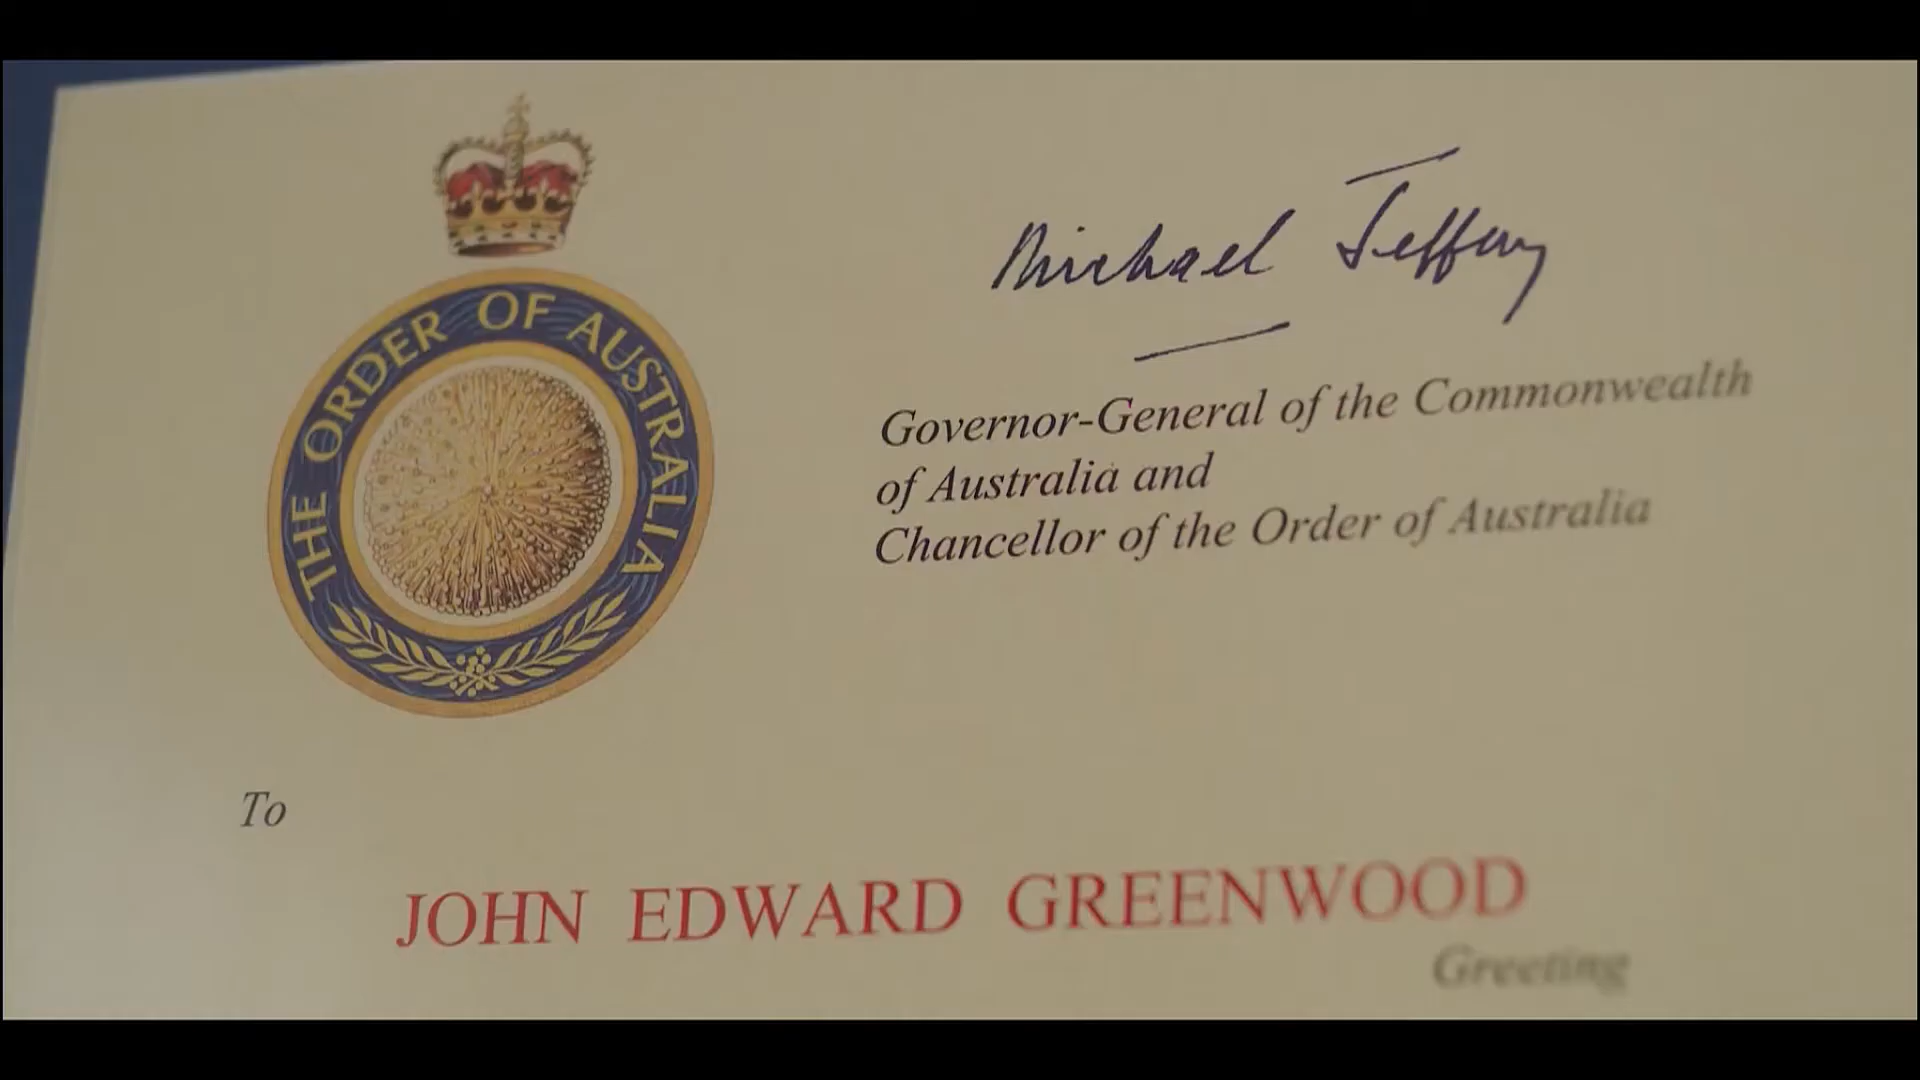 THE ORDER OF AUSTRALIA
Michael Jeffery
Governor-General of the Commonwealth
of Australia and
Chancellor of the Order of Australia
To
JOHN EDWARD GREENWOOD
Greeting